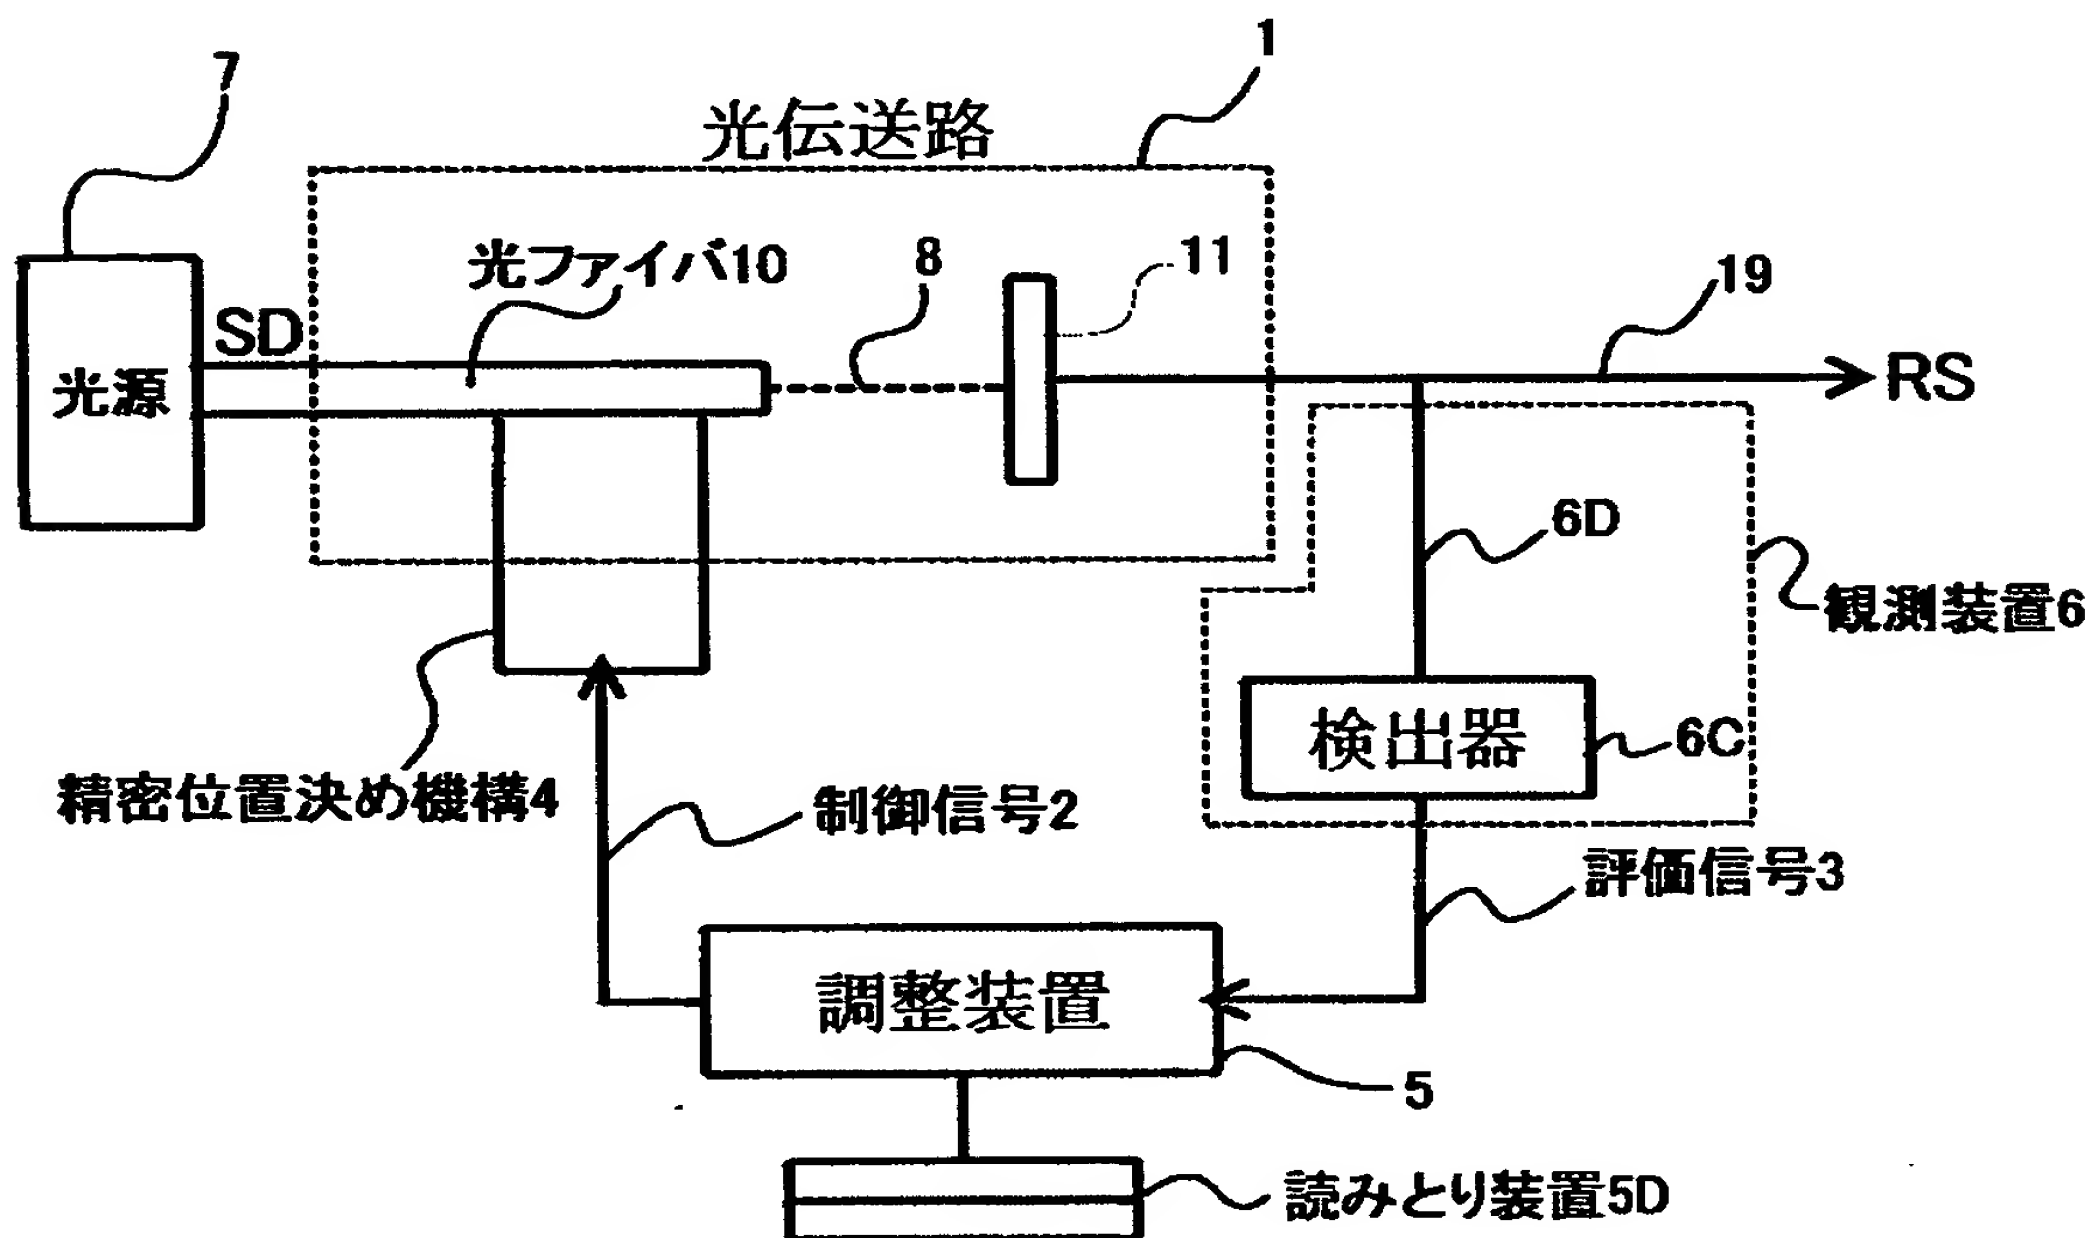 7
1
光伝送路
光ファイバ10
8
11
19
SD
光源
RS
6D
観測装置6
検出器
6C
精密位置決め機構4
制御信号2
評価信号3
調整装置
5
読みとり装置5D